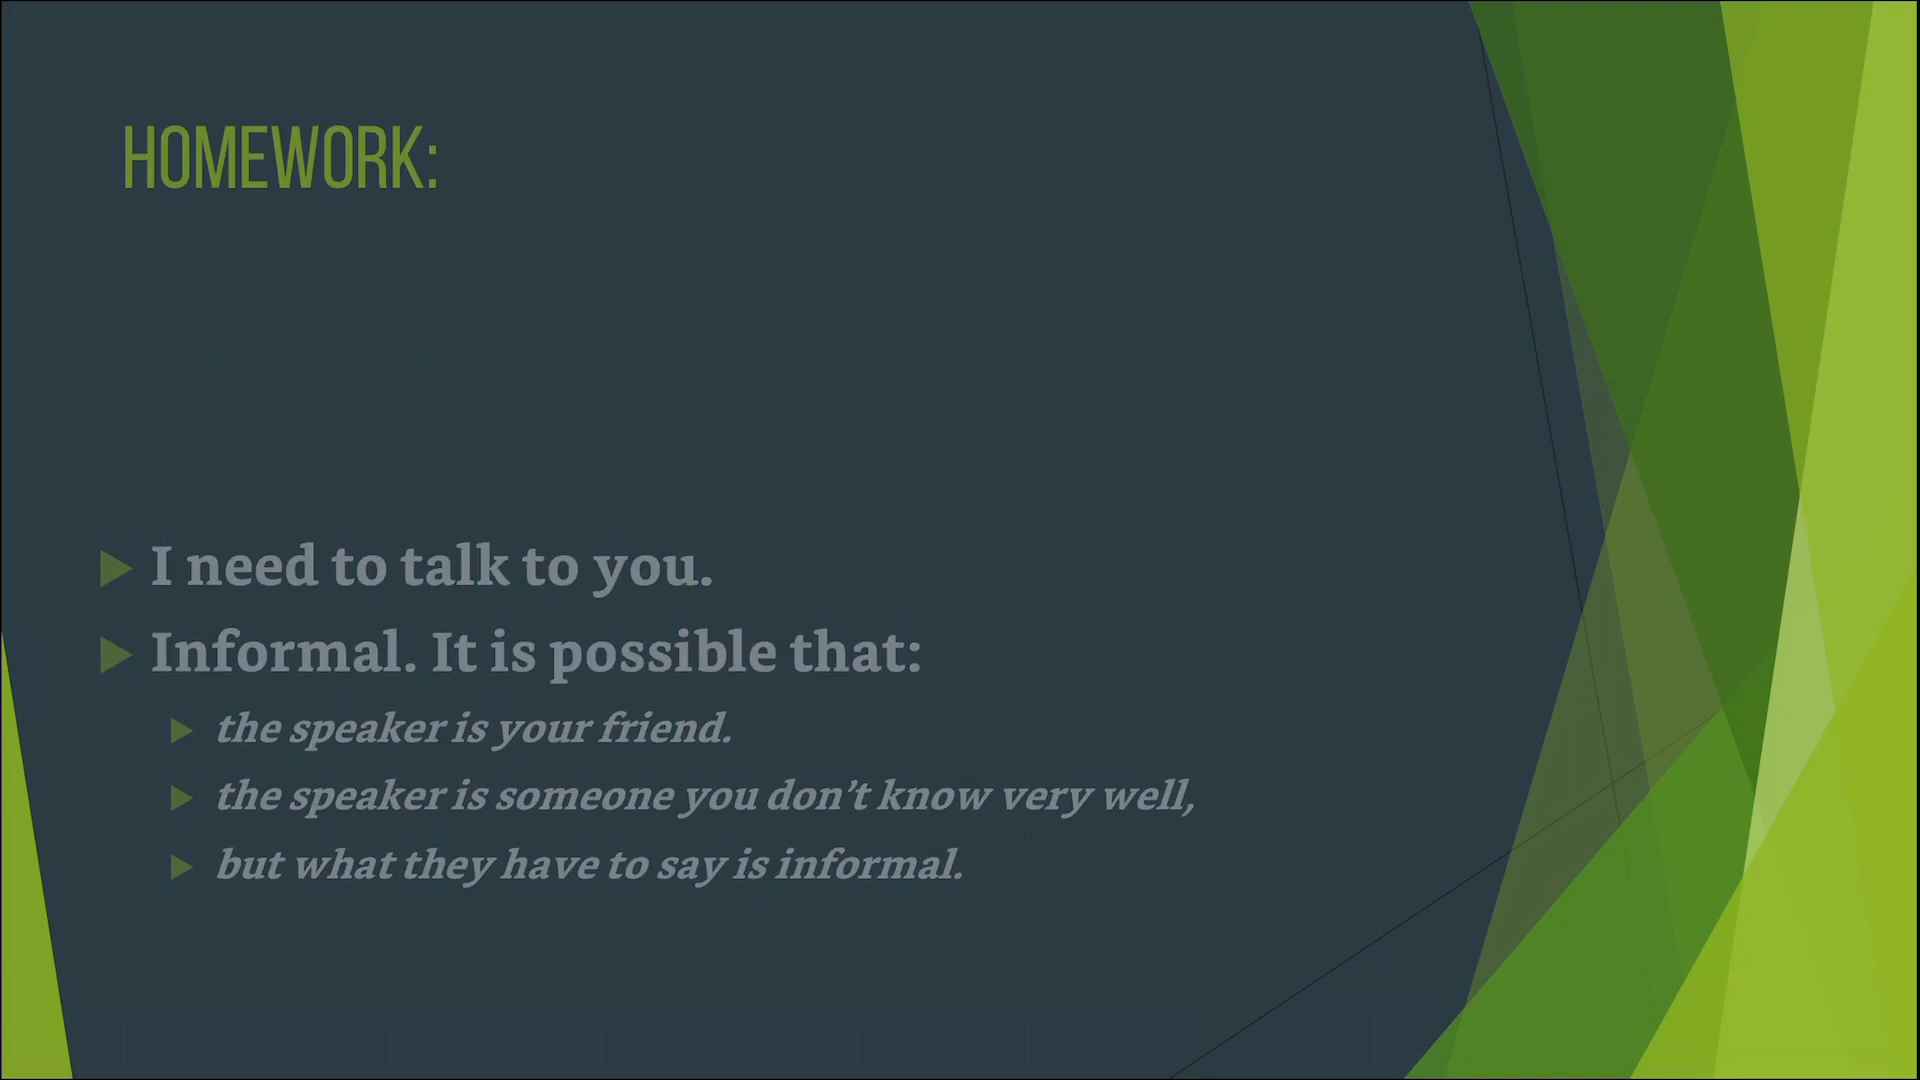 HOMEWORK:
I need to talk to you.
Informal. It is possible that:
the speaker is your friend.
the speaker is someone you don’t know very well,
but what they have to say is informal.